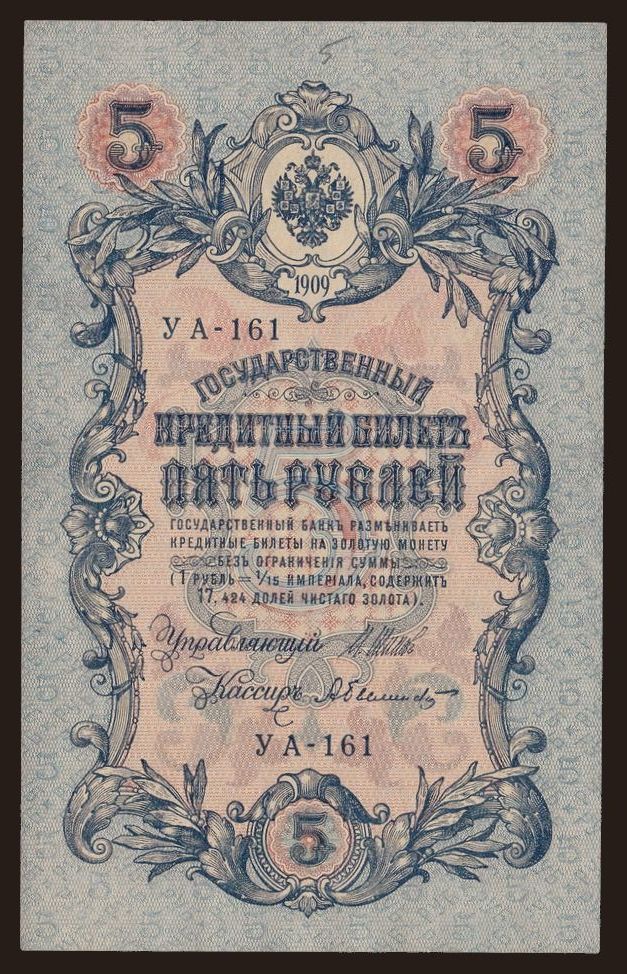 5
5 5
1909
УА-161
ГОСУДАРСТВЕННЫЙ
КРЕДИТНЫЙ БИЛЕТЪ
ПЯТЬ РУБЛЕЙ
ГОСУДАРСТВЕННЫЙ БАНКЪ РАЗМѢНИВАЕТЪ
КРЕДИТНЫЕ БИЛЕТЫ НА ЗОЛОТУЮ МОНЕТУ
БЕЗЪ ОГРАНИЧЕНІЯ СУММЫ
(1 РУБЛЬ = 1/15 ИМПЕРІАЛА, СОДЕРЖИТЪ
17,424 ДОЛЕЙ ЧИСТАГО ЗОЛОТА).
Управляющій
Кассиръ
УА-161
5